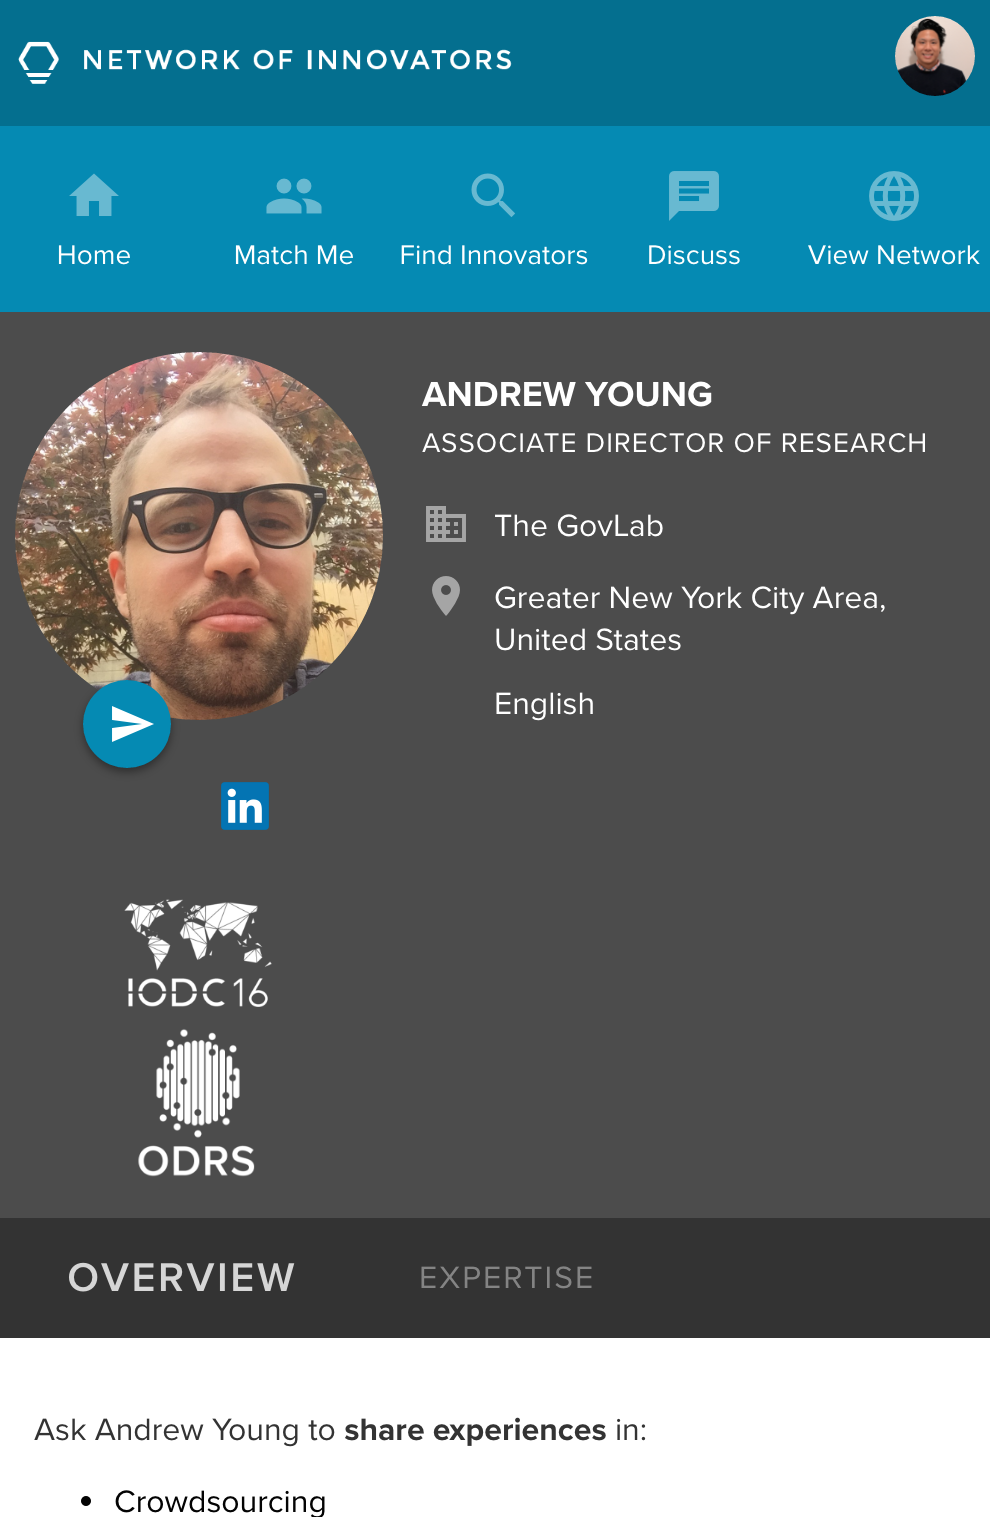 NETWORK OF INNOVATORS
Home
Match Me
Find Innovators
Discuss
View Network
ANDREW YOUNG
ASSOCIATE DIRECTOR OF RESEARCH
The GovLab
Greater New York City Area,
United States
English
in
IODC16
ODRS
OVERVIEW
EXPERTISE
Ask Andrew Young to share experiences in:
• Crowdsourcing